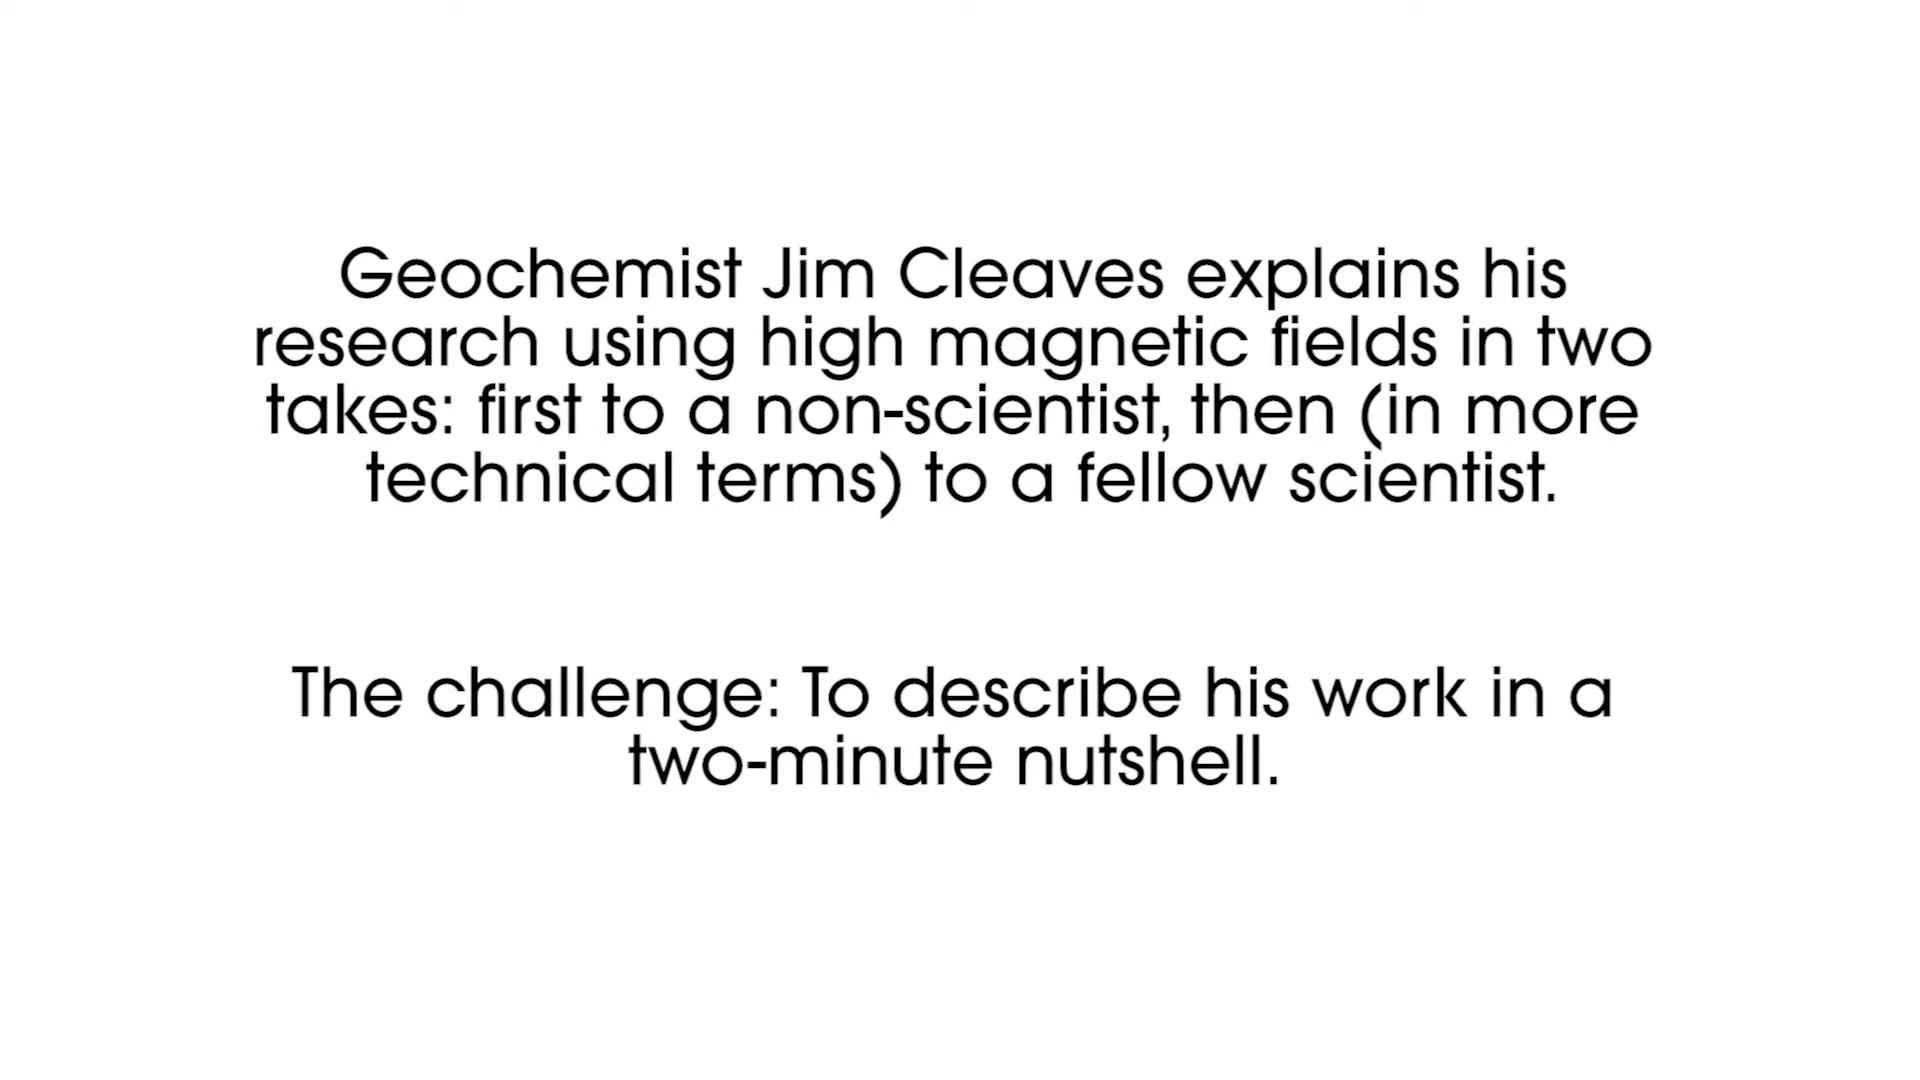 Geochemist Jim Cleaves explains his
research using high magnetic fields in two
takes: first to a non-scientist, then (in more
technical terms) to a fellow scientist.
The challenge: To describe his work in a
two-minute nutshell.